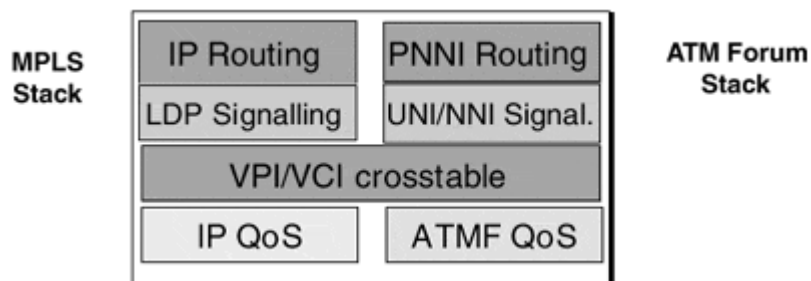 MPLS
Stack
IP Routing
PNNI Routing
ATM Forum
Stack
LDP Signalling
UNI/NNI Signal.
VPI/VCI crosstable
IP QoS
ATMF QoS